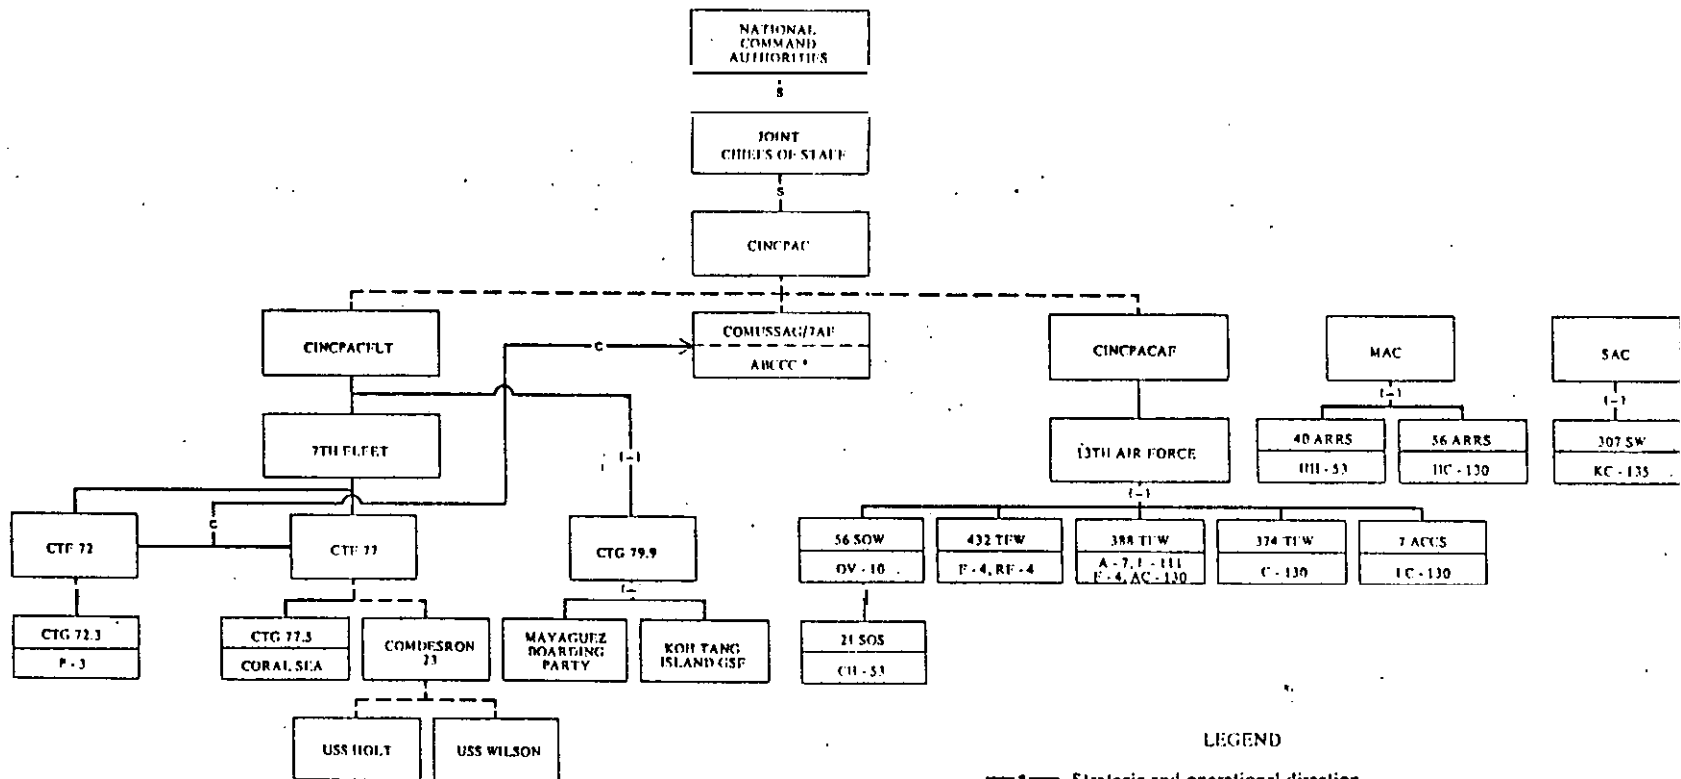 NATIONAL
COMMAND
AUTHORITIES
S
JOINT
CHIEFS OF STAFF
S
CINCPAC
CINCPACFLT
COMUSSAG/7AF
ABCCC *
CINCPACAF
MAC
SAC
C
(-)
(-)
7TH FLEET
(-)
13TH AIR FORCE
40 ARRS
HH - 53
56 ARRS
HC - 130
307 SW
KC - 135
(-)
C
CTF 72
CTF 77
CTG 79.9
56 SOW
OV - 10
432 TFW
F - 4, RF - 4
388 TFW
A - 7, F - 111
F - 4, AC - 130
374 TFW
C - 130
7 ACCS
EC - 130
(-)
CTG 72.3
P - 3
CTG 77.5
CORAL SEA
COMDESRON
23
MAYAGUEZ
BOARDING
PARTY
KOH TANG
ISLAND GSF
21 SOS
CH - 53
USS HOLT
USS WILSON
LEGEND
S Strategic and operational direction